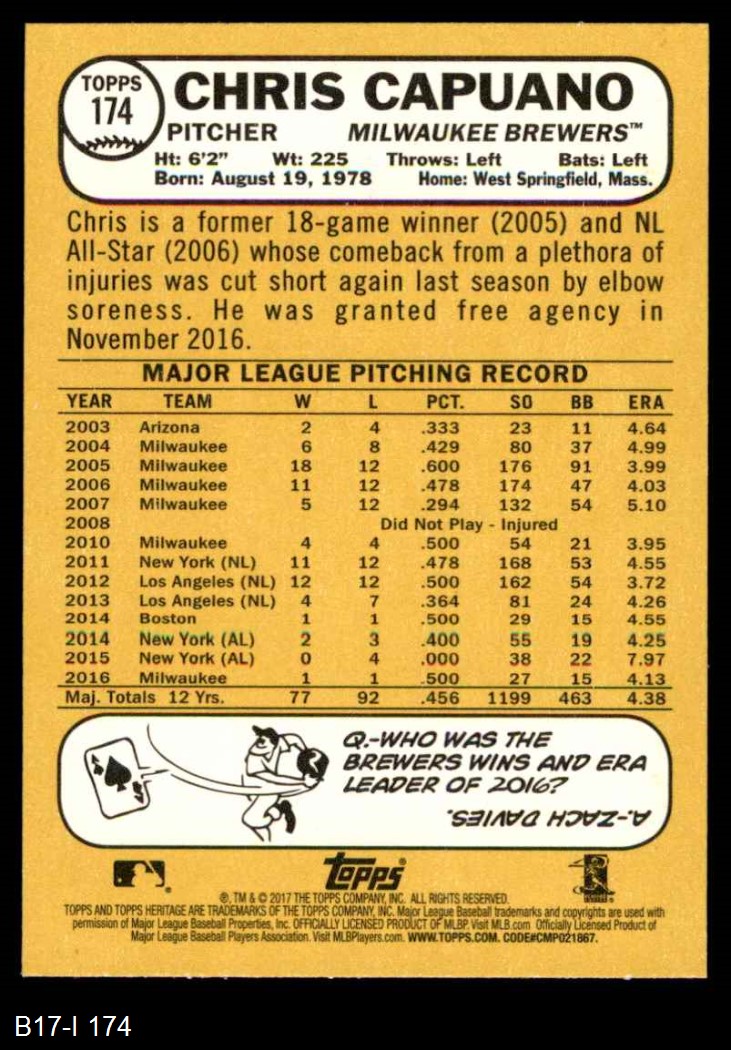 TOPPS
174
CHRIS CAPUANO
PITCHER MILWAUKEE BREWERS™
Ht: 6'2" Wt: 225 Throws: Left Bats: Left
Born: August 19, 1978 Home: West Springfield, Mass.
Chris is a former 18-game winner (2005) and NL
All-Star (2006) whose comeback from a plethora of
injuries was cut short again last season by elbow
soreness. He was granted free agency in
November 2016.
MAJOR LEAGUE PITCHING RECORD
YEAR TEAM W L PCT. SO BB ERA
2003 Arizona 2 4 .333 23 11 4.64
2004 Milwaukee 6 8 .429 80 37 4.99
2005 Milwaukee 18 12 .600 176 91 3.99
2006 Milwaukee 11 12 .478 174 47 4.03
2007 Milwaukee 5 12 .294 132 54 5.10
2008 Did Not Play - Injured
2010 Milwaukee 4 4 .500 54 21 3.95
2011 New York (NL) 11 12 .478 168 53 4.55
2012 Los Angeles (NL) 12 12 .500 162 54 3.72
2013 Los Angeles (NL) 4 7 .364 81 24 4.26
2014 Boston 1 1 .500 29 15 4.55
2014 New York (AL) 2 3 .400 55 19 4.25
2015 New York (AL) 0 4 .000 38 22 7.97
2016 Milwaukee 1 1 .500 27 15 4.13
Maj. Totals 12 Yrs. 77 92 .456 1199 463 4.38
Q.-WHO WAS THE
BREWERS WINS AND ERA
LEADER OF 2016?
A.-ZACH DAVIES.
Topps®
®, TM & © 2017 THE TOPPS COMPANY, INC. ALL RIGHTS RESERVED.
TOPPS AND TOPPS HERITAGE ARE TRADEMARKS OF THE TOPPS COMPANY, INC. Major League Baseball trademarks and copyrights are used with
permission of Major League Baseball Properties, Inc. OFFICIALLY LICENSED PRODUCT OF MLBP. Visit MLB.com Officially Licensed Product of
Major League Baseball Players Association. Visit MLBPlayers.com. WWW.TOPPS.COM. CODE#CMP021867.
B17-I 174